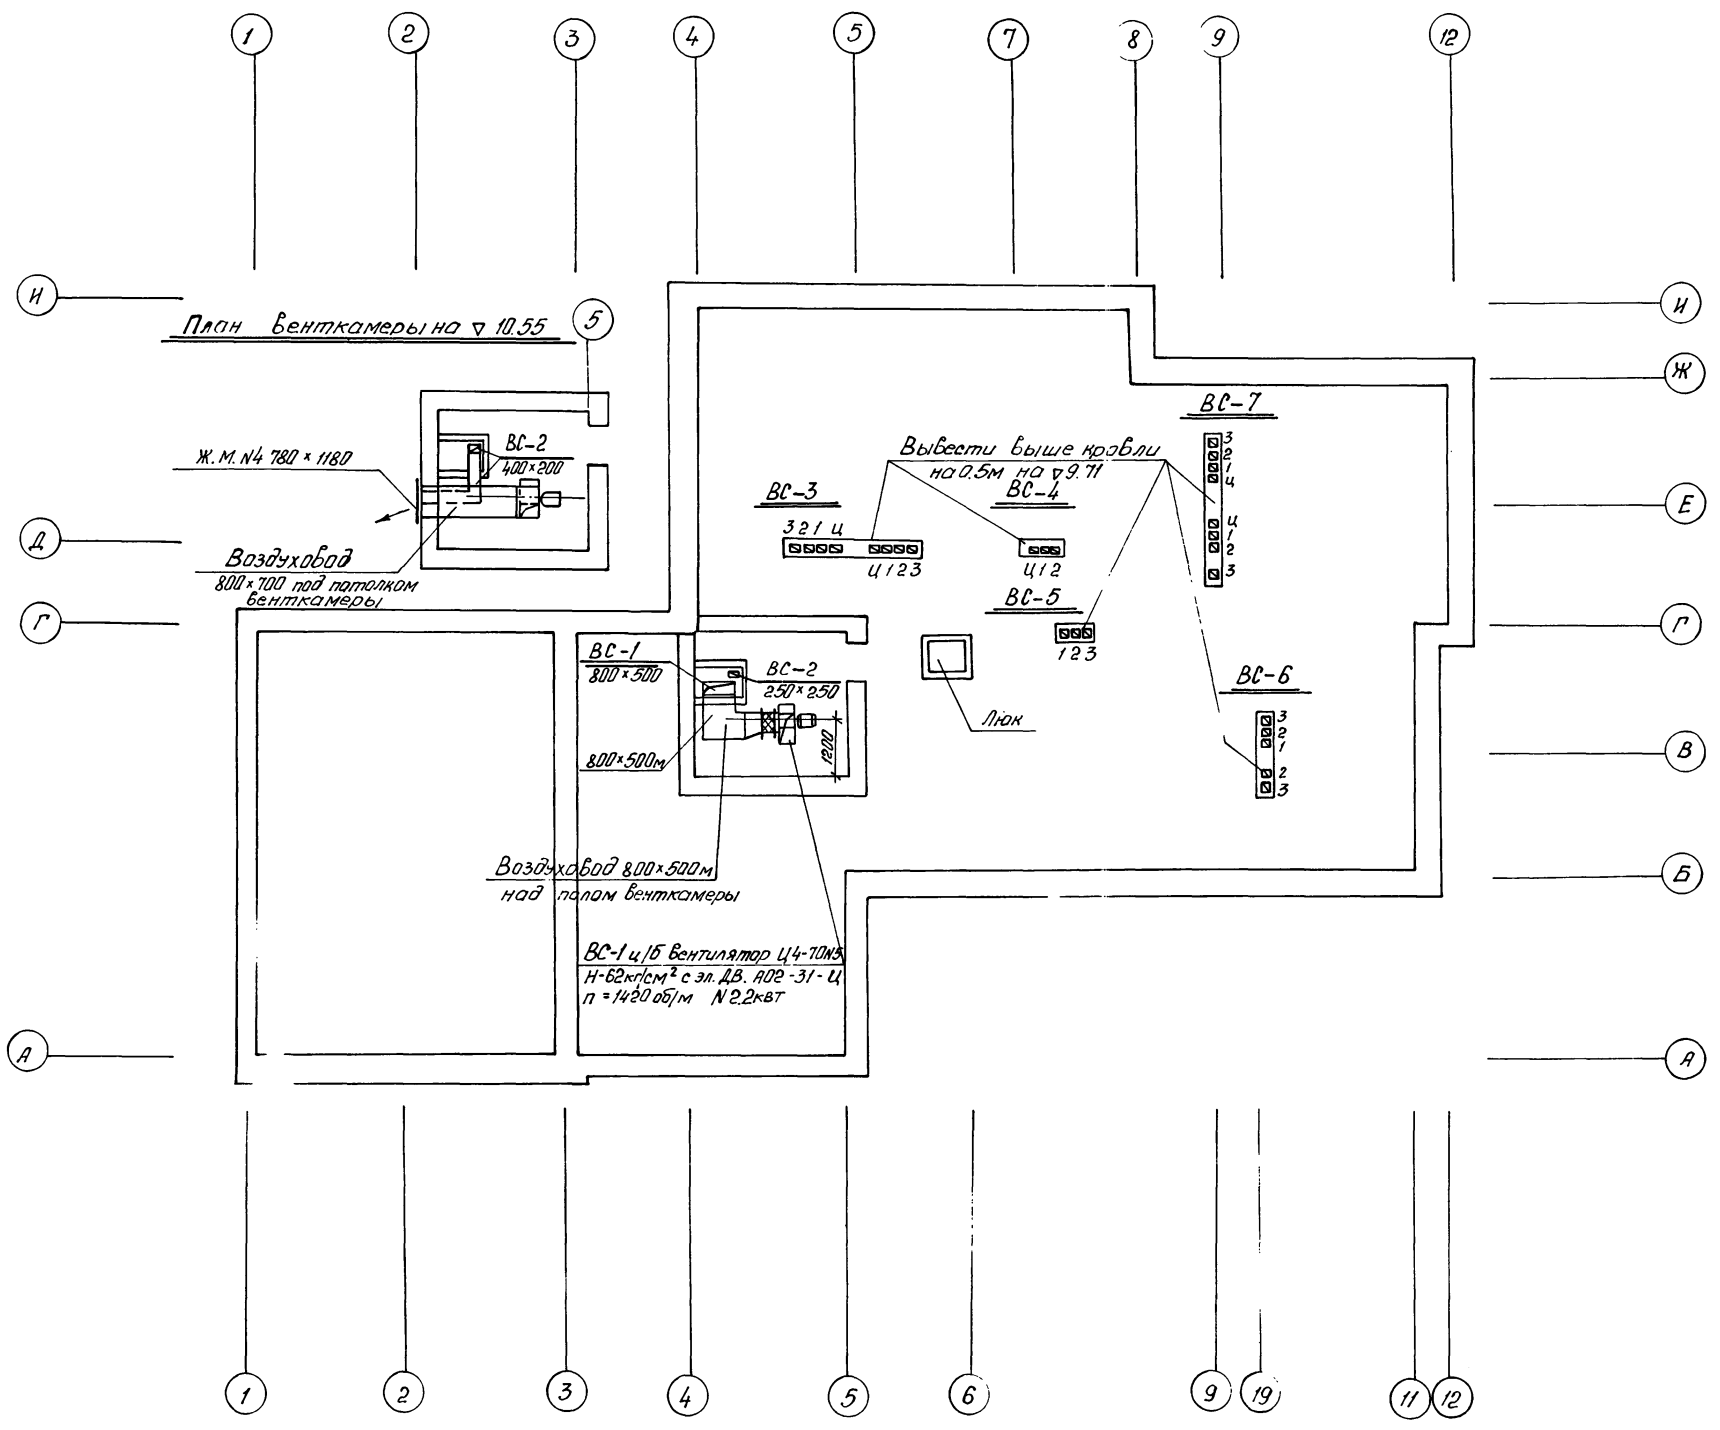 1 2 3 4 5 7 8 9 12
И И
План венткамеры на ▽ 10.55
5
Ж
ВС-7
3
2
1
Ц
Ц
1
2
3
Вывести выше кровли
на 0.5м на ▽ 9.71
ВС-2
400×200
Ж.М. N4 780×1180
Воздуховод
800×700 под потолком
венткамеры
ВС-3
3 2 1 Ц
Ц 1 2 3
ВС-4
Ц 1 2
Е
Д
ВС-5
1 2 3
Г Г
ВС-1
800×500
ВС-2
250×250
800×500м
1200
Люк
ВС-6
3
2
1
2
3
В
Воздуховод 800×500м
над полом венткамеры
Б
ВС-1 ц/б вентилятор Ц4-70N5
Н-62кг/см² с эл. ДВ. А02-31-Ц
п=1420 об/м N 2.2квт
А А
1 2 3 4 5 6 9 19 11 12